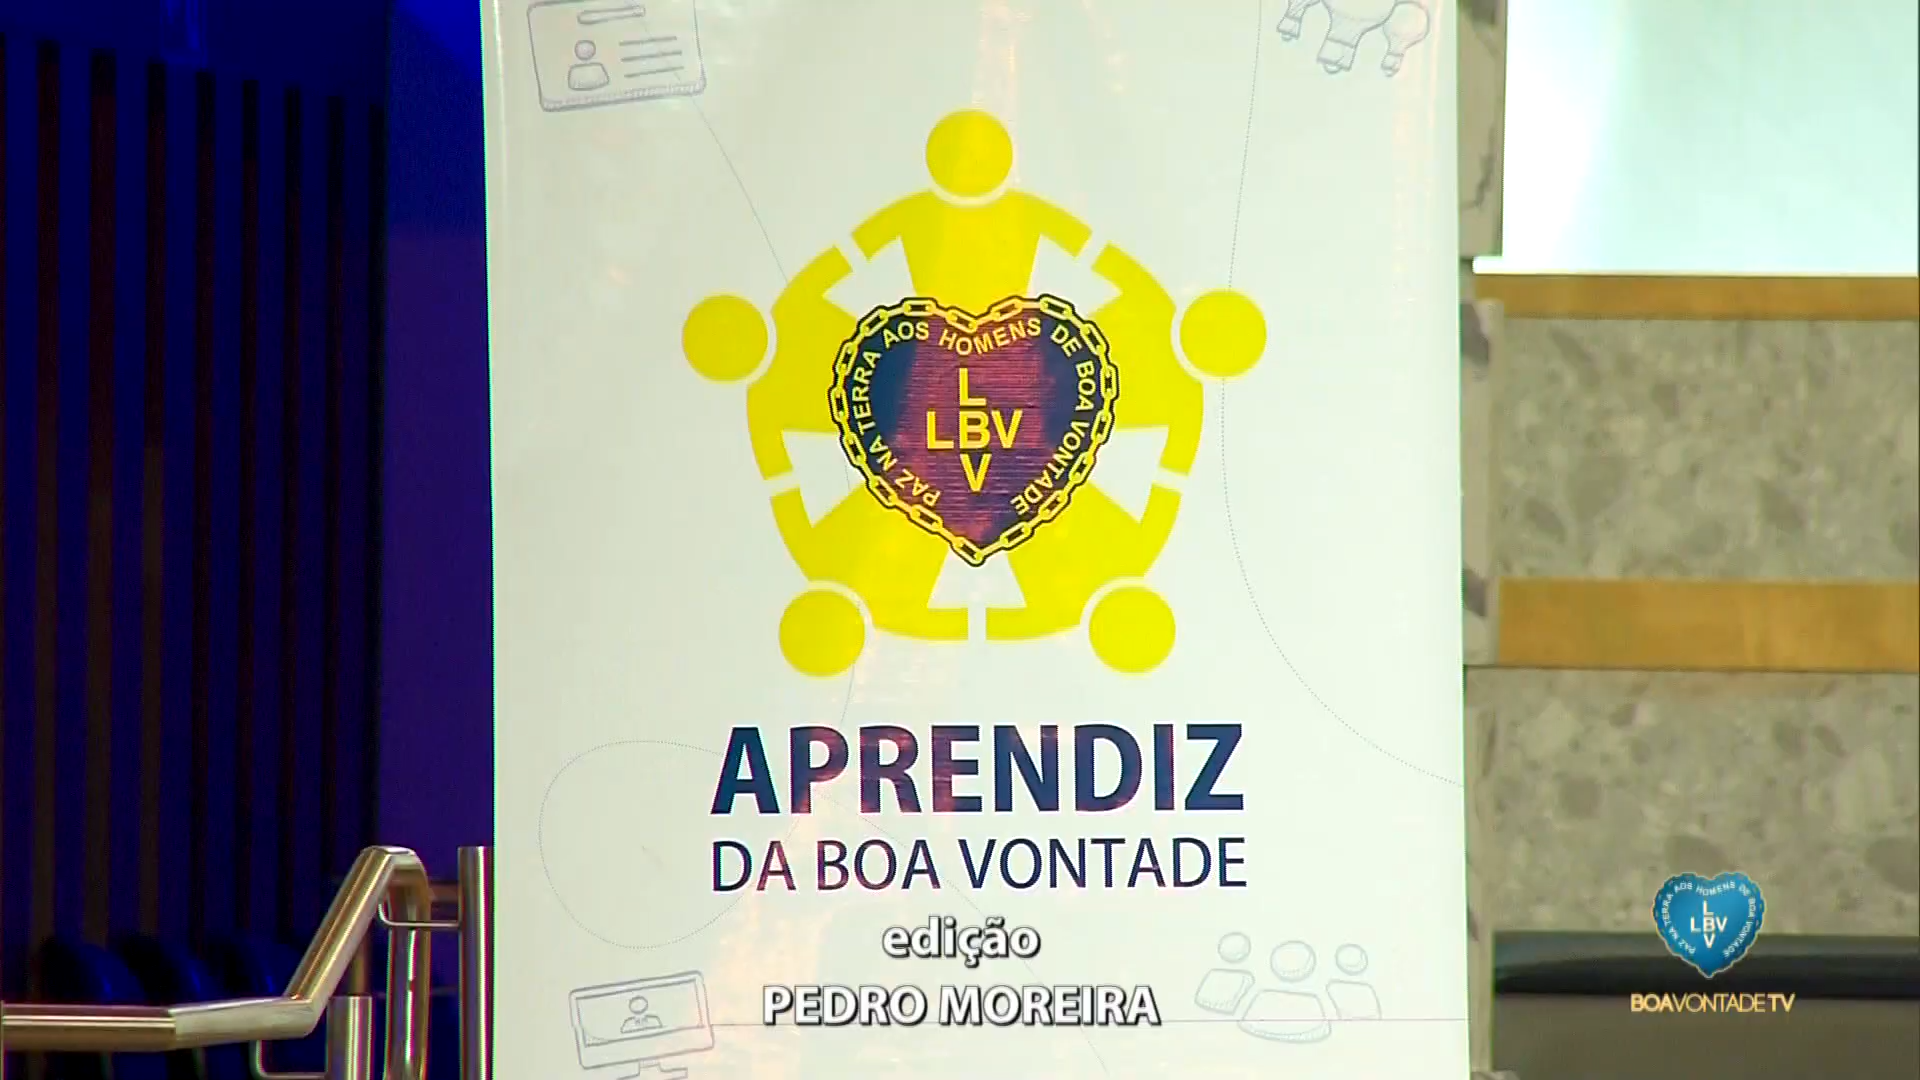 PAZ NA TERRA AOS HOMENS DE BOA VONTADE
L
LBV
V
APRENDIZ
DA BOA VONTADE
edição
PEDRO MOREIRA
PAZ NA TERRA AOS HOMENS DE BOA VONTADE
L
LBV
V
BOAVONTADETV